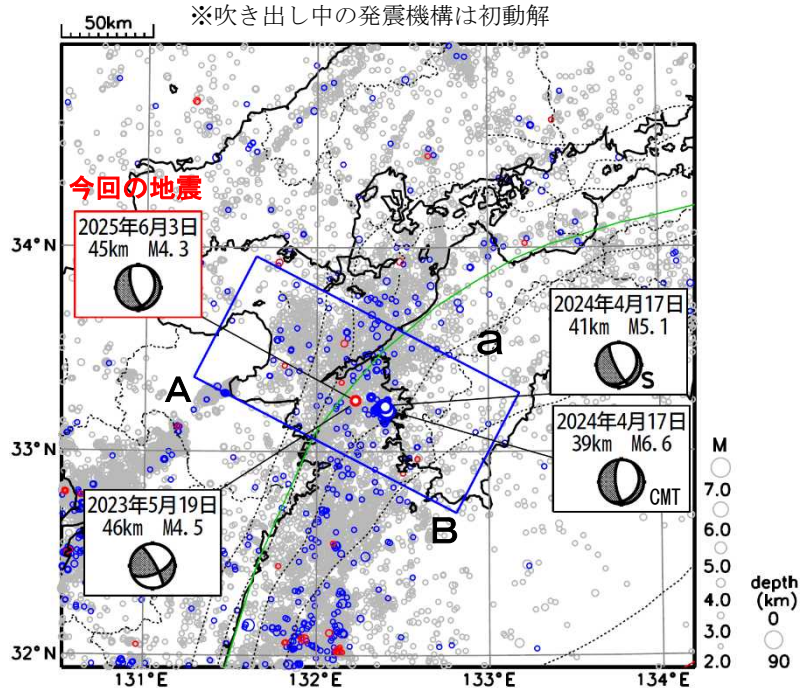 ※吹き出し中の発震機構は初動解
50km
今回の地震
2025年6月3日
45km M4.3
34°N
2024年4月17日
41km M5.1
S
a
A
33°N
2024年4月17日
39km M6.6
CMT
2023年5月19日
46km M4.5
B
M
7.0
6.0
5.0
4.0
3.0
2.0
depth
(km)
0
90
32°N
131°E
132°E
133°E
134°E